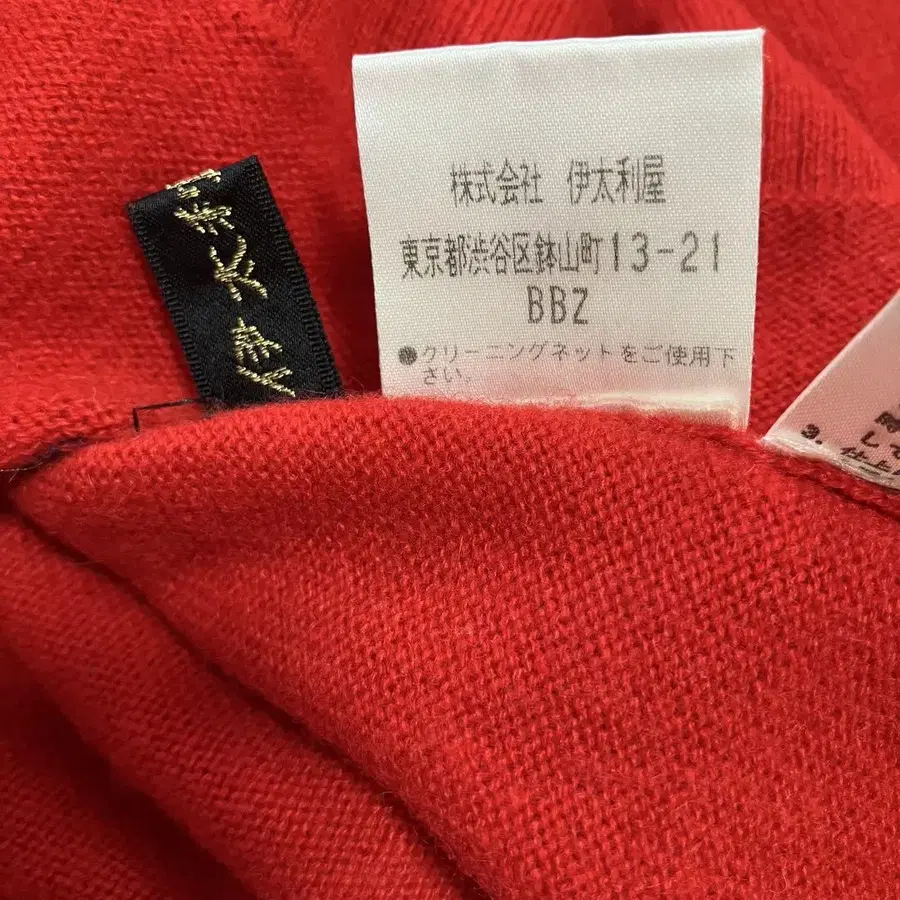 株式会社 伊太利屋
東京都渋谷区鉢山町13-21
BBZ
●クリーニングネットをご使用下
さい。
3.